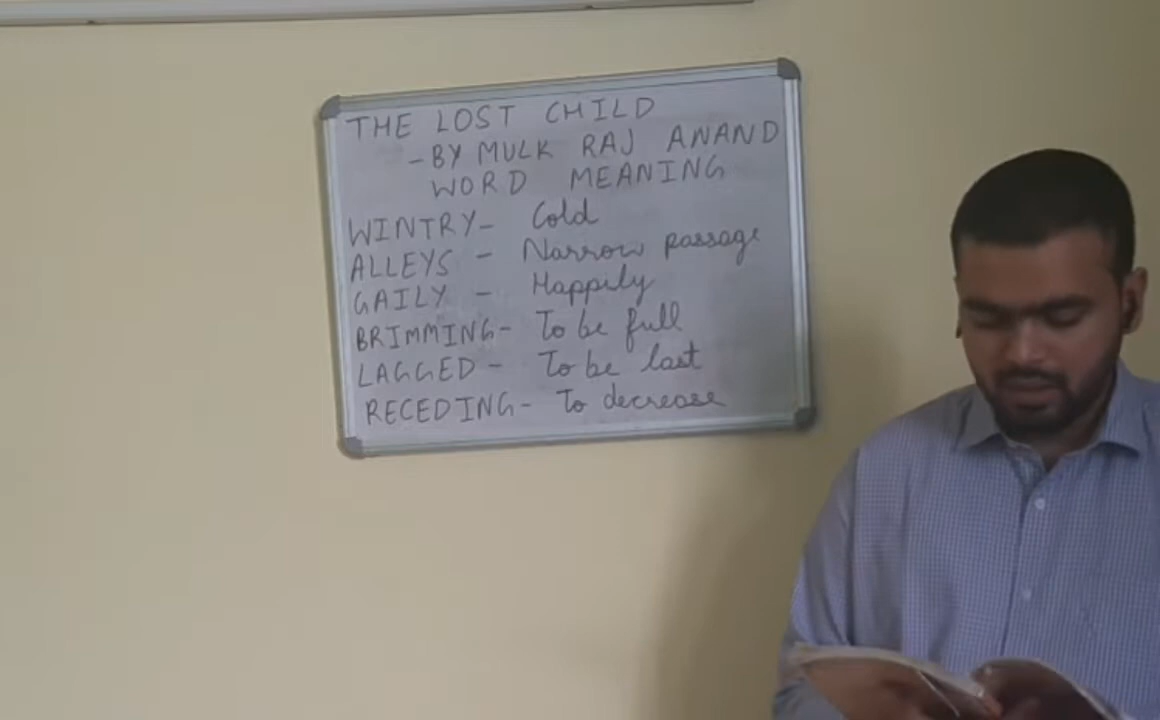 THE LOST CHILD
-BY MULK RAJ ANAND
WORD MEANING
WINTRY- Cold
ALLEYS - Narrow passage
GAILY - Happily
BRIMMING- To be full
LAGGED - To be last
RECEDING- To decrease